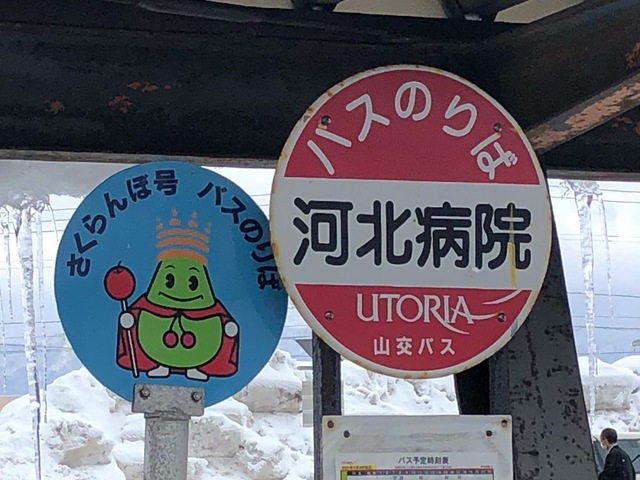 さくらんぼ号 バスのりば
バスのりば
河北病院
UTORIA
山交バス
バス予定時刻表